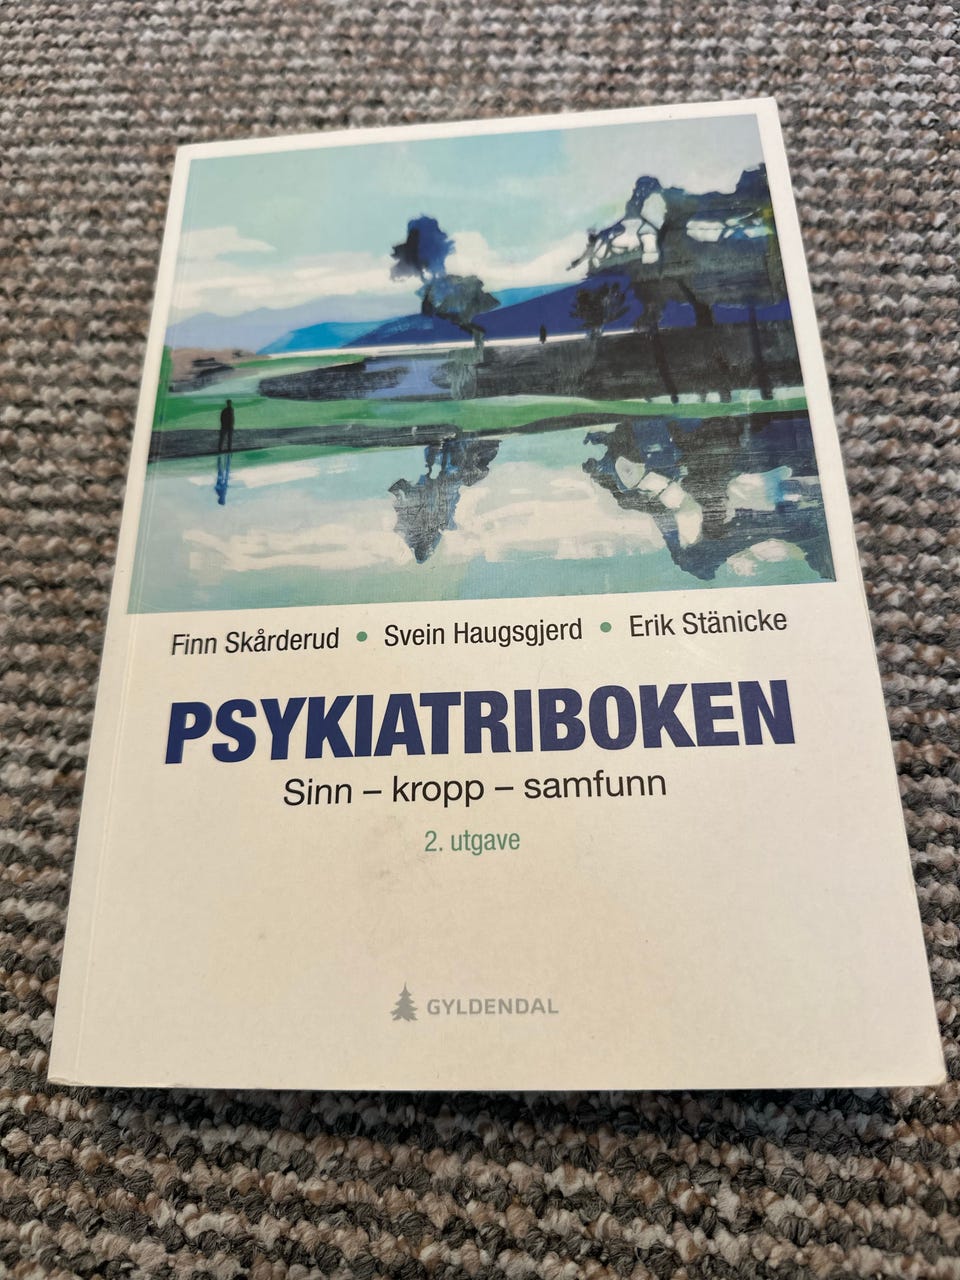 Finn Skårderud • Svein Haugsgjerd • Erik Stänicke
PSYKIATRIBOKEN
Sinn – kropp – samfunn
2. utgave
GYLDENDAL